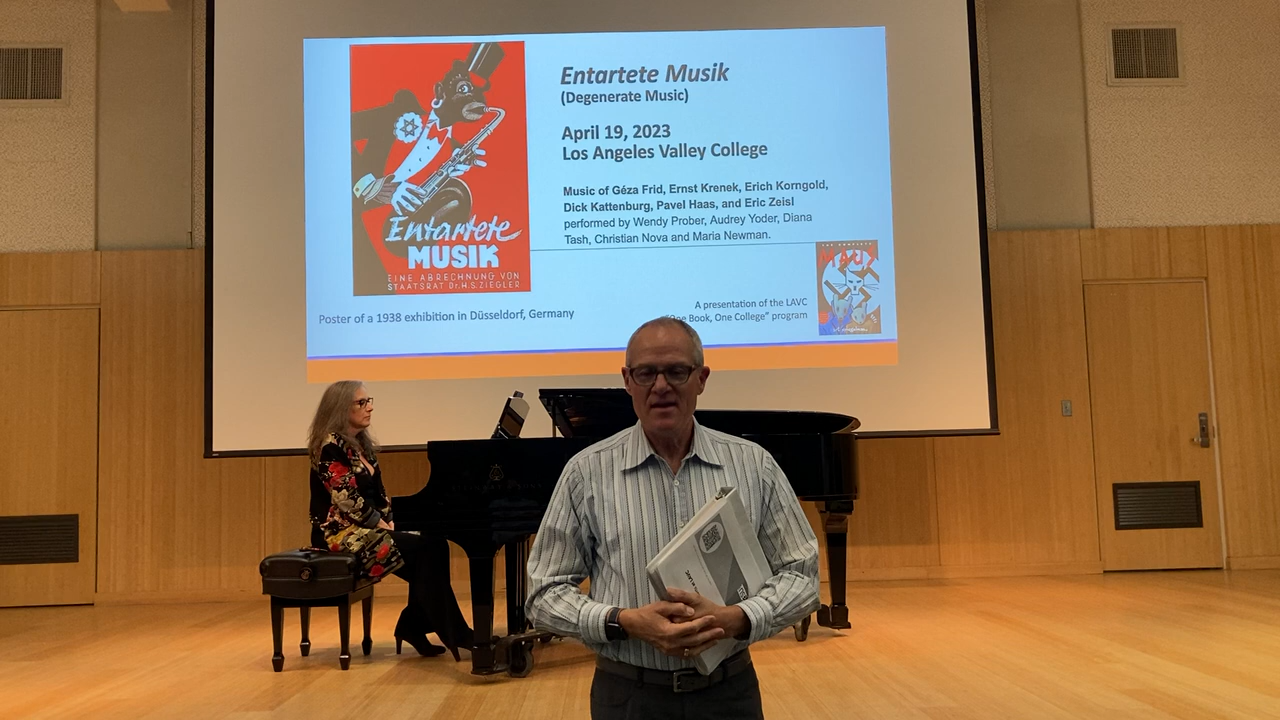 Entartete Musik
(Degenerate Music)
April 19, 2023
Los Angeles Valley College
Music of Géza Frid, Ernst Krenek, Erich Korngold,
Dick Kattenburg, Pavel Haas, and Eric Zeisl
performed by Wendy Prober, Audrey Yoder, Diana
Tash, Christian Nova and Maria Newman.
Entartete
MUSIK
EINE ABRECHNUNG VON
STAATSRAT Dr. H.S. ZIEGLER
Poster of a 1938 exhibition in Düsseldorf, Germany
A presentation of the LAVC
Book, One College" program
THE COMPLETE
MAUS